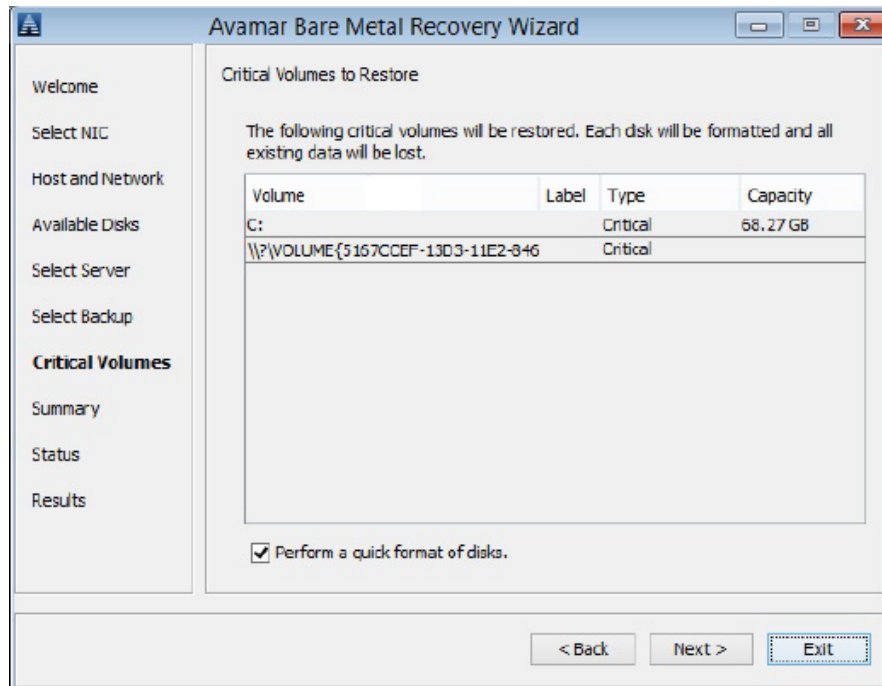 Avamar Bare Metal Recovery Wizard
Welcome
Select NIC
Host and Network
Available Disks
Select Server
Select Backup
Critical Volumes
Summary
Status
Results
Critical Volumes to Restore
The following critical volumes will be restored. Each disk will be formatted and all
existing data will be lost.
Volume Label Type Capacity
C: Critical 68.27 GB
\\?\VOLUME{5167CCEF-13D3-11E2-846 Critical
Perform a quick format of disks.
< Back Next > Exit